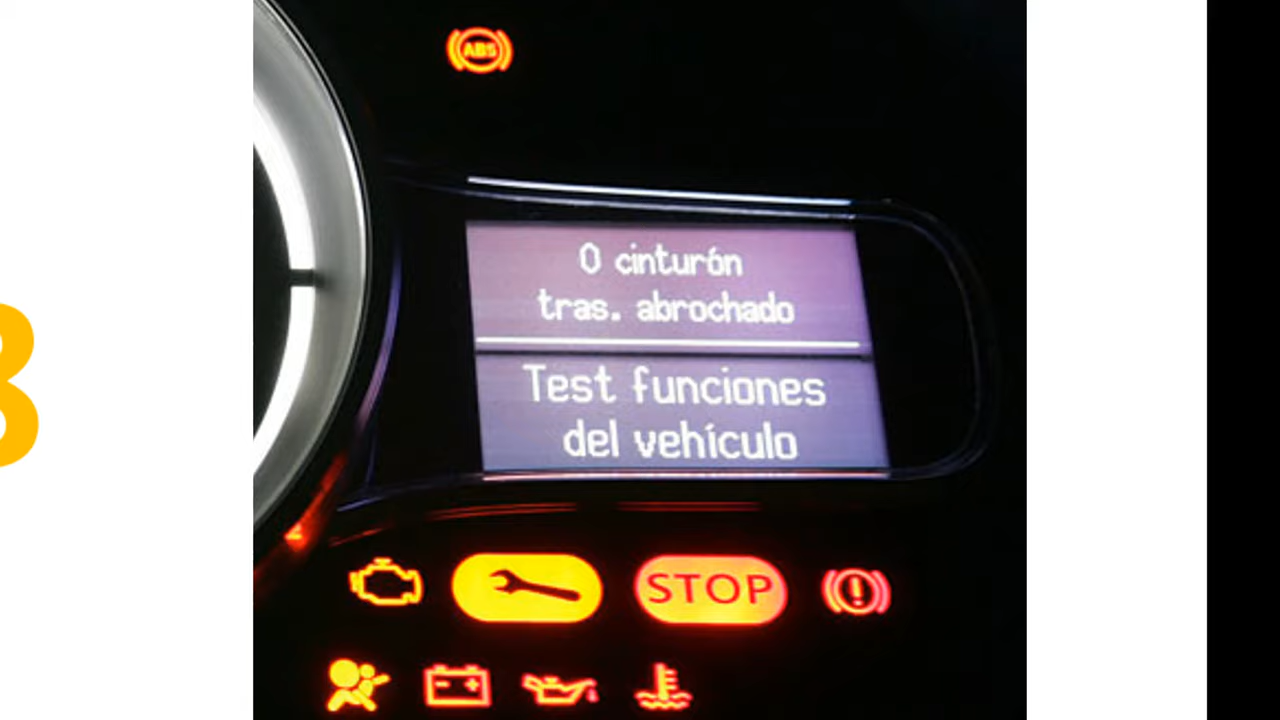 ABS
0 cinturón
tras. abrochado
Test funciones
del vehículo
STOP